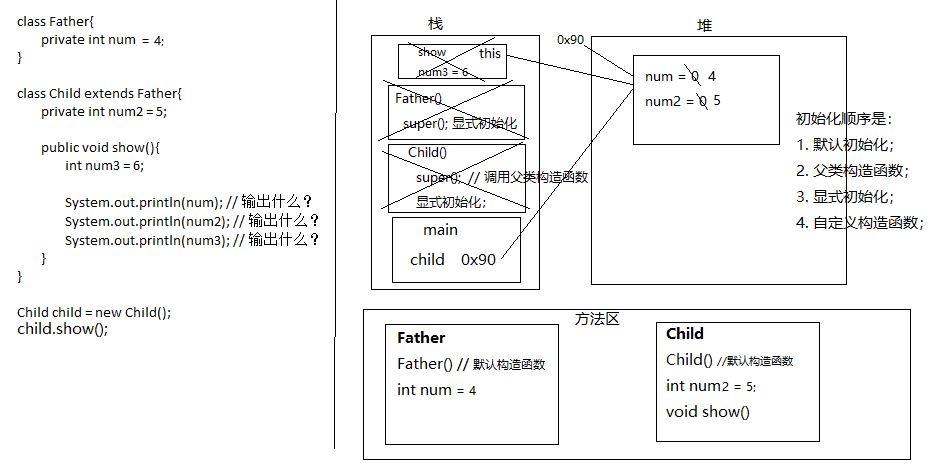 class Father{
private int num = 4;
}
class Child extends Father{
private int num2 = 5;
public void show(){
int num3 = 6;
System.out.println(num); // 输出什么?
System.out.println(num2); // 输出什么?
System.out.println(num3); // 输出什么?
}
}
Child child = new Child();
child.show();
栈
show this
num3 = 6
Father()
super(); 显式初始化
Child()
super(); // 调用父类构造函数
显式初始化;
main
child 0x90
堆
0x90
num = 0 4
num2 = 0 5
初始化顺序是:
1. 默认初始化;
2. 父类构造函数;
3. 显式初始化;
4. 自定义构造函数;
方法区
Father
Father() // 默认构造函数
int num = 4
Child
Child() //默认构造函数
int num2 = 5;
void show()